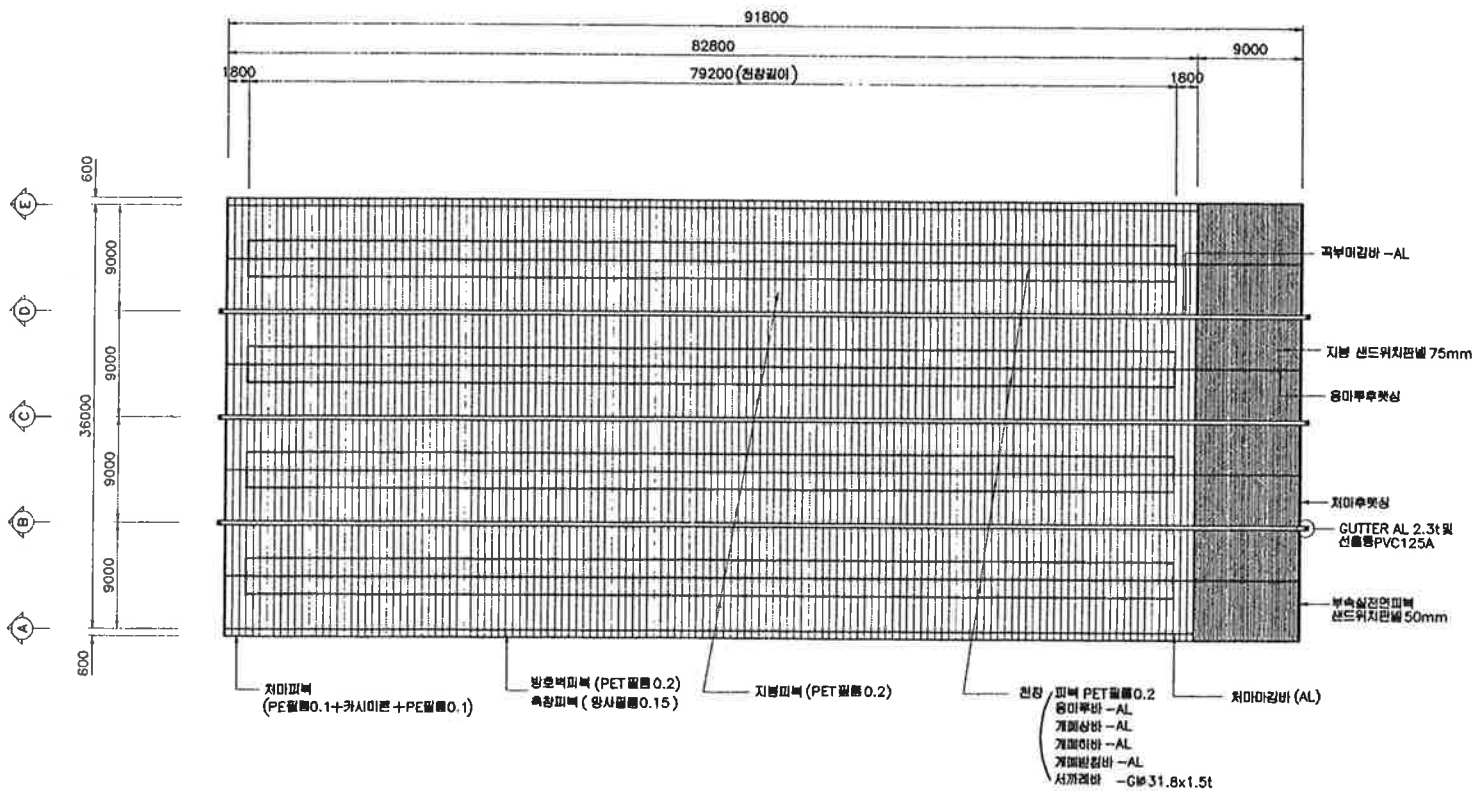 91800
82800
9000
1800
79200 (천창길이)
1800
600
E
9000
D
9000
C
36000
9000
B
9000
A
600
곡부마감바 -AL
지붕 샌드위치판넬 75mm
용마루후렛싱
처마후렛싱
GUTTER AL 2.3t 및
선홈통PVC125A
부속실전면피복
샌드위치판넬 50mm
처마피복
(PE필름0.1+카시미론+PE필름0.1)
방호벽피복 (PET필름0.2)
측창피복 (망사필름0.15)
지붕피복 (PET필름0.2)
천창
피복 PET필름0.2
용마루바 -AL
개폐상바 -AL
개폐하바 -AL
개폐받침바 -AL
서까래바 -GIø31.8x1.5t
처마마감바 (AL)